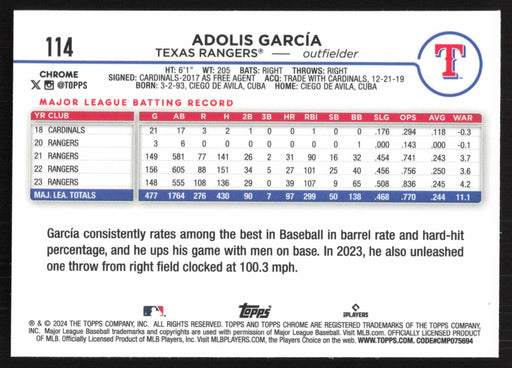 114
ADOLIS GARCÍA
TEXAS RANGERS® — outfielder
T
CHROME
@TOPPS
HT: 6'1" WT: 205 BATS: RIGHT THROWS: RIGHT
SIGNED: CARDINALS-2017 AS FREE AGENT ACQ: TRADE WITH CARDINALS, 12-21-19
BORN: 3-2-93, CIEGO DE AVILA, CUBA HOME: CIEGO DE AVILA, CUBA
MAJOR LEAGUE BATTING RECORD
YR CLUB G AB R H 2B 3B HR RBI SB BB SLG OPS AVG WAR
18 CARDINALS 21 17 3 2 1 0 0 1 0 0 .176 .294 .118 -0.3
20 RANGERS 3 6 0 0 0 0 0 0 0 1 .000 .143 .000 -0.1
21 RANGERS 149 581 77 141 26 2 31 90 16 32 .454 .741 .243 3.7
22 RANGERS 156 605 88 151 34 5 27 101 25 40 .456 .756 .250 3.6
23 RANGERS 148 555 108 136 29 0 39 107 9 65 .508 .836 .245 4.2
MAJ. LEA. TOTALS 477 1764 276 430 90 7 97 299 50 138 .468 .770 .244 11.1
García consistently rates among the best in Baseball in barrel rate and hard-hit
percentage, and he ups his game with men on base. In 2023, he also unleashed
one throw from right field clocked at 100.3 mph.
topps
PLAYERS
® & © 2024 THE TOPPS COMPANY, INC. ALL RIGHTS RESERVED. TOPPS AND TOPPS CHROME ARE REGISTERED TRADEMARKS OF THE TOPPS COMPANY,
INC. Major League Baseball trademarks and copyrights are used with permission of Major League Baseball. Visit MLB.com. OFFICIALLY LICENSED PRODUCT
OF MLB. Officially Licensed Product of MLB Players, Inc. Visit MLBPLAYERS.com, the Players Choice on the web. WWW.TOPPS.COM. CODE#CMP075694